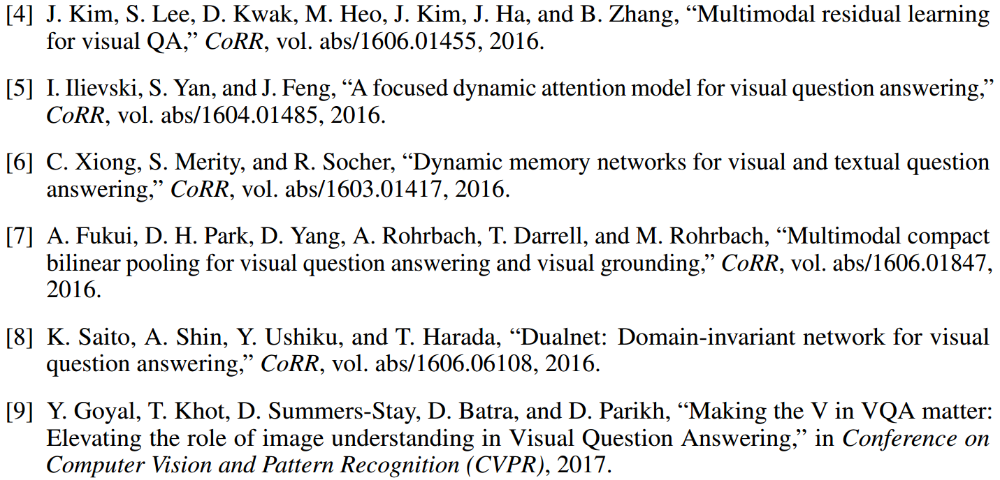 [4] J. Kim, S. Lee, D. Kwak, M. Heo, J. Kim, J. Ha, and B. Zhang, “Multimodal residual learning
for visual QA,” CoRR, vol. abs/1606.01455, 2016.
[5] I. Ilievski, S. Yan, and J. Feng, “A focused dynamic attention model for visual question answering,”
CoRR, vol. abs/1604.01485, 2016.
[6] C. Xiong, S. Merity, and R. Socher, “Dynamic memory networks for visual and textual question
answering,” CoRR, vol. abs/1603.01417, 2016.
[7] A. Fukui, D. H. Park, D. Yang, A. Rohrbach, T. Darrell, and M. Rohrbach, “Multimodal compact
bilinear pooling for visual question answering and visual grounding,” CoRR, vol. abs/1606.01847,
2016.
[8] K. Saito, A. Shin, Y. Ushiku, and T. Harada, “Dualnet: Domain-invariant network for visual
question answering,” CoRR, vol. abs/1606.06108, 2016.
[9] Y. Goyal, T. Khot, D. Summers-Stay, D. Batra, and D. Parikh, “Making the V in VQA matter:
Elevating the role of image understanding in Visual Question Answering,” in Conference on
Computer Vision and Pattern Recognition (CVPR), 2017.